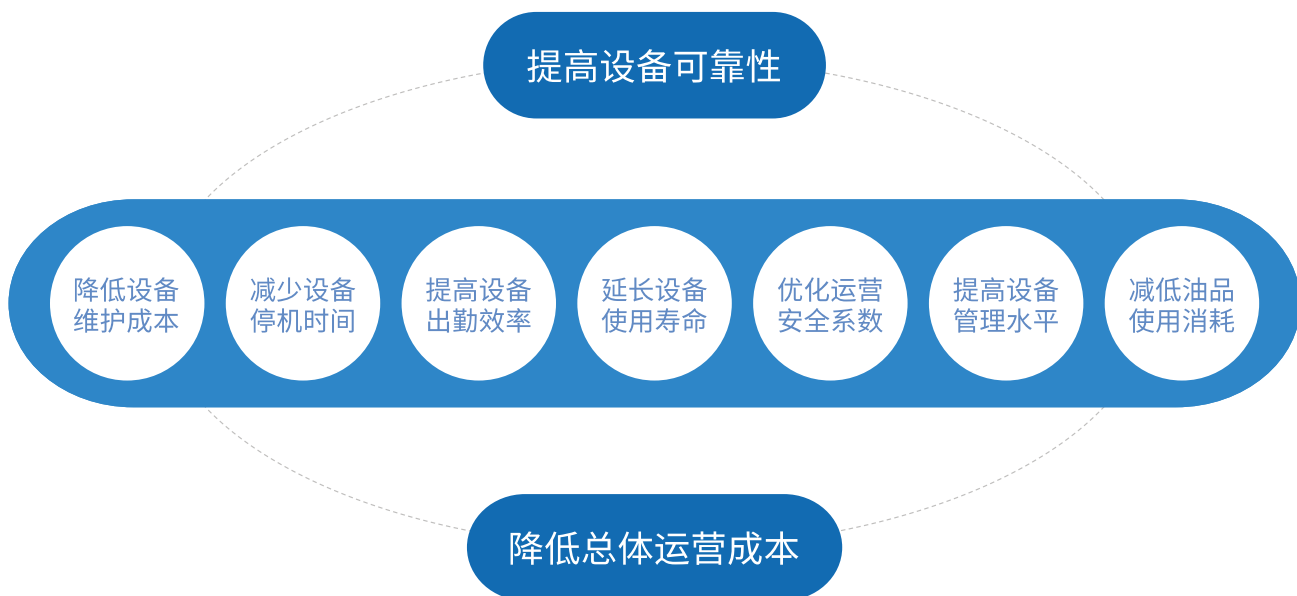 提高设备可靠性
降低设备
维护成本
减少设备
停机时间
提高设备
出勤效率
延长设备
使用寿命
优化运营
安全系数
提高设备
管理水平
减低油品
使用消耗
降低总体运营成本